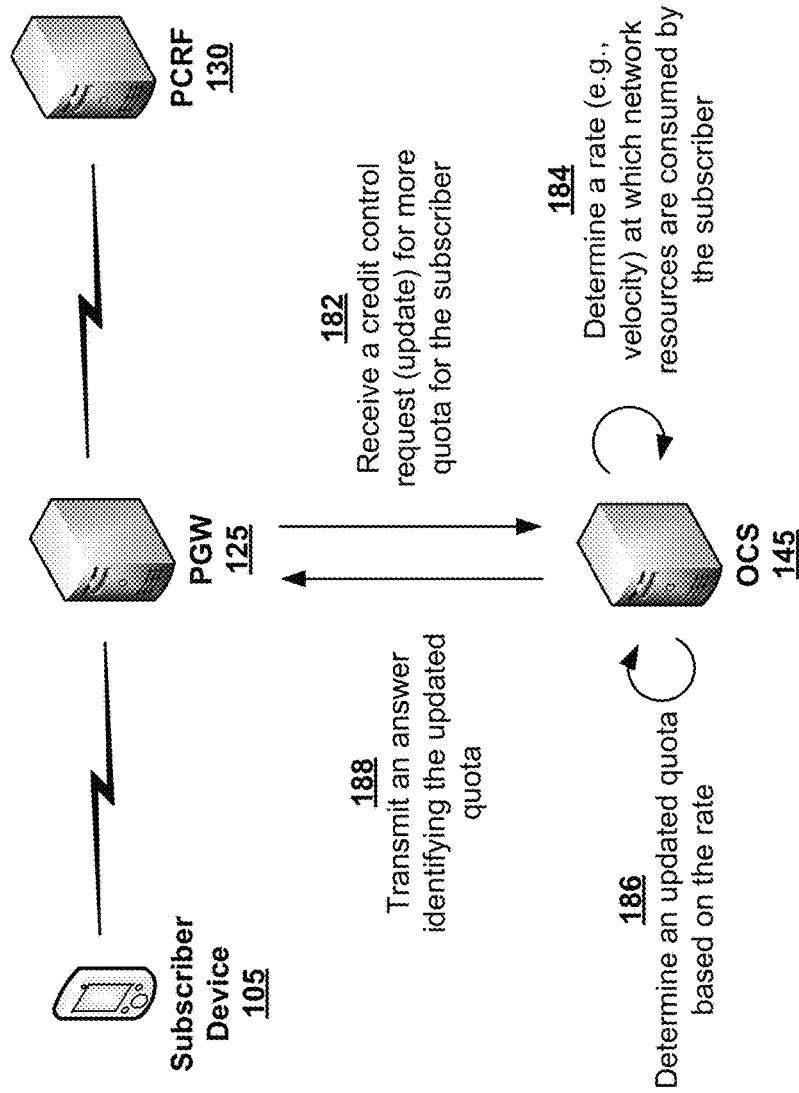 Subscriber
Device
105
PGW
125
PCRF
130
188
Transmit an answer
identifying the updated
quota
182
Receive a credit control
request (update) for more
quota for the subscriber
186
Determine an updated quota
based on the rate
OCS
145
184
Determine a rate (e.g.,
velocity) at which network
resources are consumed by
the subscriber